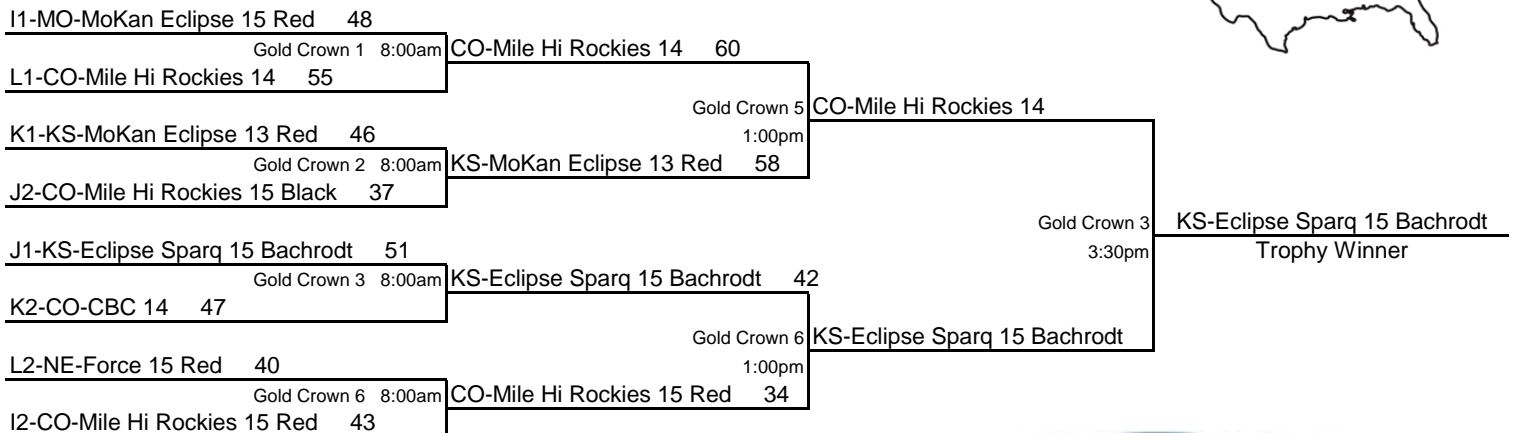 I1-MO-MoKan Eclipse 15 Red 48
Gold Crown 1 8:00am
CO-Mile Hi Rockies 14 60
L1-CO-Mile Hi Rockies 14 55
Gold Crown 5
CO-Mile Hi Rockies 14
K1-KS-MoKan Eclipse 13 Red 46
1:00pm
Gold Crown 2 8:00am
KS-MoKan Eclipse 13 Red 58
J2-CO-Mile Hi Rockies 15 Black 37
Gold Crown 3
KS-Eclipse Sparq 15 Bachrodt
J1-KS-Eclipse Sparq 15 Bachrodt 51
3:30pm
Trophy Winner
Gold Crown 3 8:00am
KS-Eclipse Sparq 15 Bachrodt 42
K2-CO-CBC 14 47
Gold Crown 6
KS-Eclipse Sparq 15 Bachrodt
L2-NE-Force 15 Red 40
1:00pm
Gold Crown 6 8:00am
CO-Mile Hi Rockies 15 Red 34
I2-CO-Mile Hi Rockies 15 Red 43